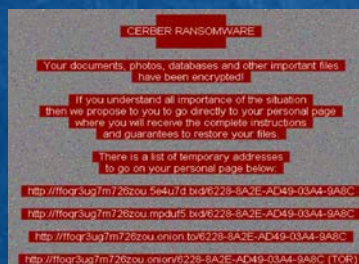 CERBER RANSOMWARE
Your documents, photos, databases and other important files
have been encrypted!
If you understand all importance of the situation
then we propose to you to go directly to your personal page
where you will receive the complete instructions
and guarantees to restore your files.
There is a list of temporary addresses
to go on your personal page below:
http://ffoqr3ug7m726zou.5e4u7d.bid/6228-8A2E-AD49-03A4-9A8C
http://ffoqr3ug7m726zou.mpduf5.bid/6228-8A2E-AD49-03A4-9A8C
http://ffoqr3ug7m726zou.onion.to/6228-8A2E-AD49-03A4-9A8C
http://ffoqr3ug7m726zou.onion/6228-8A2E-AD49-03A4-9A8C (TOR)